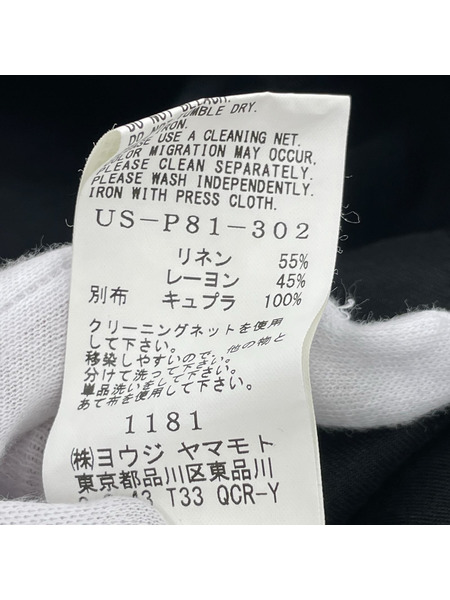 DO NOT BLEACH.
TUMBLE DRY.
IRON.
USE A CLEANING NET.
COLOR MIGRATION MAY OCCUR.
PLEASE CLEAN SEPARATELY.
PLEASE WASH INDEPENDENTLY.
IRON WITH PRESS CLOTH.
US-P81-302
リネン 55%
レーヨン 45%
別布 キュプラ 100%
クリーニングネットを使用
して下さい。
移染しやすいので、他の物と
分けて洗って下さい。
単品洗いをして下さい。
あて布を使用して下さい。
1181
㈱ヨウジ ヤマモト
東京都品川区東品川
T33 QCR-Y